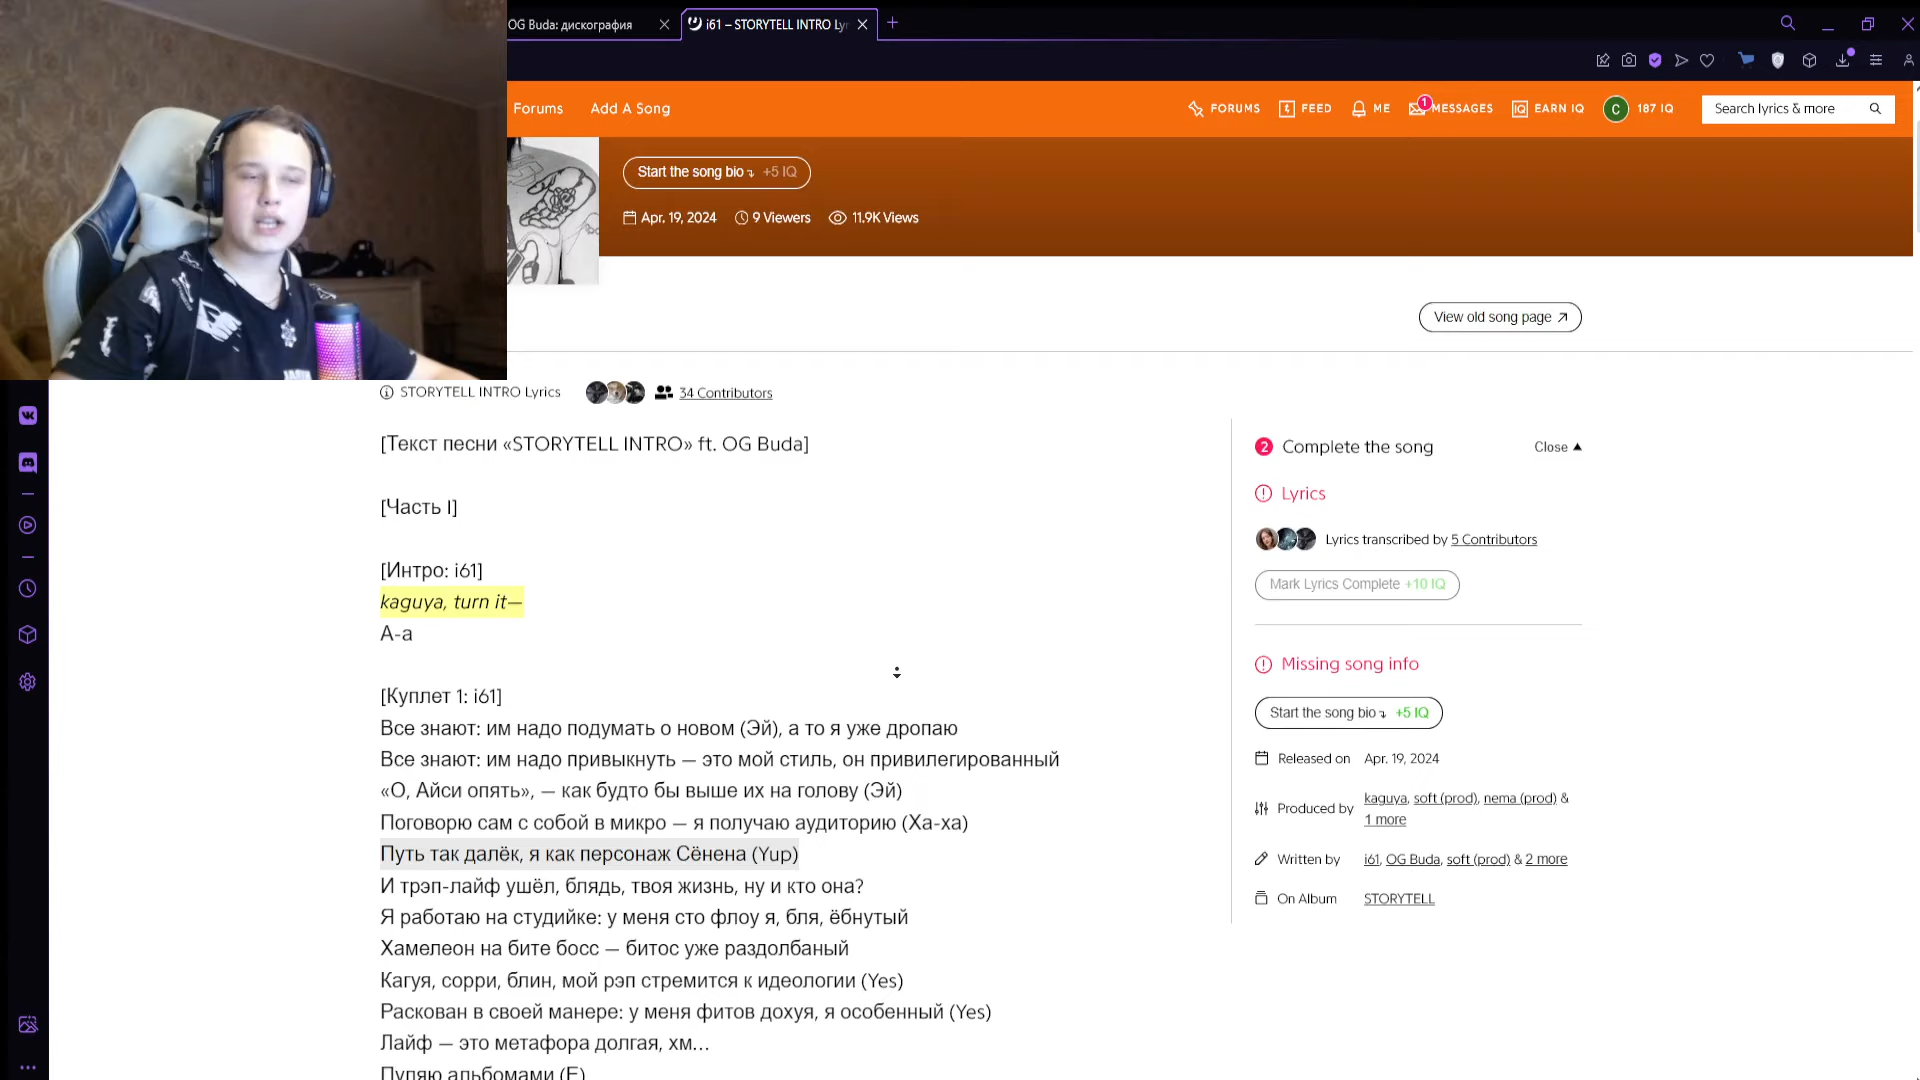 OG Buda: дискография
i61 – STORYTELL INTRO Ly
Forums
Add A Song
FORUMS
FEED
ME
1
MESSAGES
EARN IQ
C
187 IQ
Search lyrics & more
Start the song bio +5 IQ
Apr. 19, 2024
9 Viewers
11.9K Views
View old song page
STORYTELL INTRO Lyrics
34 Contributors
[Текст песни «STORYTELL INTRO» ft. OG Buda]
[Часть I]
[Интро: i61]
kaguya, turn it—
А-а
[Куплет 1: i61]
Все знают: им надо подумать о новом (Эй), а то я уже дропаю
Все знают: им надо привыкнуть — это мой стиль, он привилегированный
«О, Айси опять», — как будто бы выше их на голову (Эй)
Поговорю сам с собой в микро — я получаю аудиторию (Ха-ха)
Путь так далёк, я как персонаж Сёнена (Yup)
И трэп-лайф ушёл, блядь, твоя жизнь, ну и кто она?
Я работаю на студийке: у меня сто флоу я, бля, ёбнутый
Хамелеон на бите босс — битос уже раздолбаный
Кагуя, сорри, блин, мой рэп стремится к идеологии (Yes)
Раскован в своей манере: у меня фитов дохуя, я особенный (Yes)
Лайф — это метафора долгая, хм...
Пуляю альбомами (Е)
2 Complete the song
Close
Lyrics
Lyrics transcribed by 5 Contributors
Mark Lyrics Complete +10 IQ
Missing song info
Start the song bio +5 IQ
Released on Apr. 19, 2024
Produced by kaguya, soft (prod), nema (prod) &
1 more
Written by i61, OG Buda, soft (prod) & 2 more
On Album STORYTELL